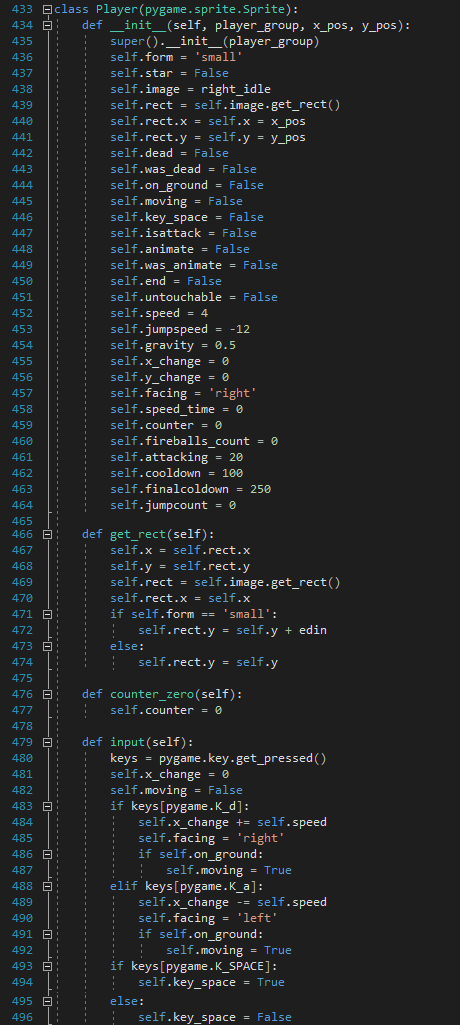 433 class Player(pygame.sprite.Sprite):
434     def __init__(self, player_group, x_pos, y_pos):
435         super().__init__(player_group)
436         self.form = 'small'
437         self.star = False
438         self.image = right_idle
439         self.rect = self.image.get_rect()
440         self.rect.x = self.x = x_pos
441         self.rect.y = self.y = y_pos
442         self.dead = False
443         self.was_dead = False
444         self.on_ground = False
445         self.moving = False
446         self.key_space = False
447         self.isattack = False
448         self.animate = False
449         self.was_animate = False
450         self.end = False
451         self.untouchable = False
452         self.speed = 4
453         self.jumpspeed = -12
454         self.gravity = 0.5
455         self.x_change = 0
456         self.y_change = 0
457         self.facing = 'right'
458         self.speed_time = 0
459         self.counter = 0
460         self.fireballs_count = 0
461         self.attacking = 20
462         self.cooldown = 100
463         self.finalcoldown = 250
464         self.jumpcount = 0
465
466     def get_rect(self):
467         self.x = self.rect.x
468         self.y = self.rect.y
469         self.rect = self.image.get_rect()
470         self.rect.x = self.x
471         if self.form == 'small':
472             self.rect.y = self.y + edin
473         else:
474             self.rect.y = self.y
475
476     def counter_zero(self):
477         self.counter = 0
478
479     def input(self):
480         keys = pygame.key.get_pressed()
481         self.x_change = 0
482         self.moving = False
483         if keys[pygame.K_d]:
484             self.x_change += self.speed
485             self.facing = 'right'
486             if self.on_ground:
487                 self.moving = True
488         elif keys[pygame.K_a]:
489             self.x_change -= self.speed
490             self.facing = 'left'
491             if self.on_ground:
492                 self.moving = True
493         if keys[pygame.K_SPACE]:
494             self.key_space = True
495         else:
496             self.key_space = False